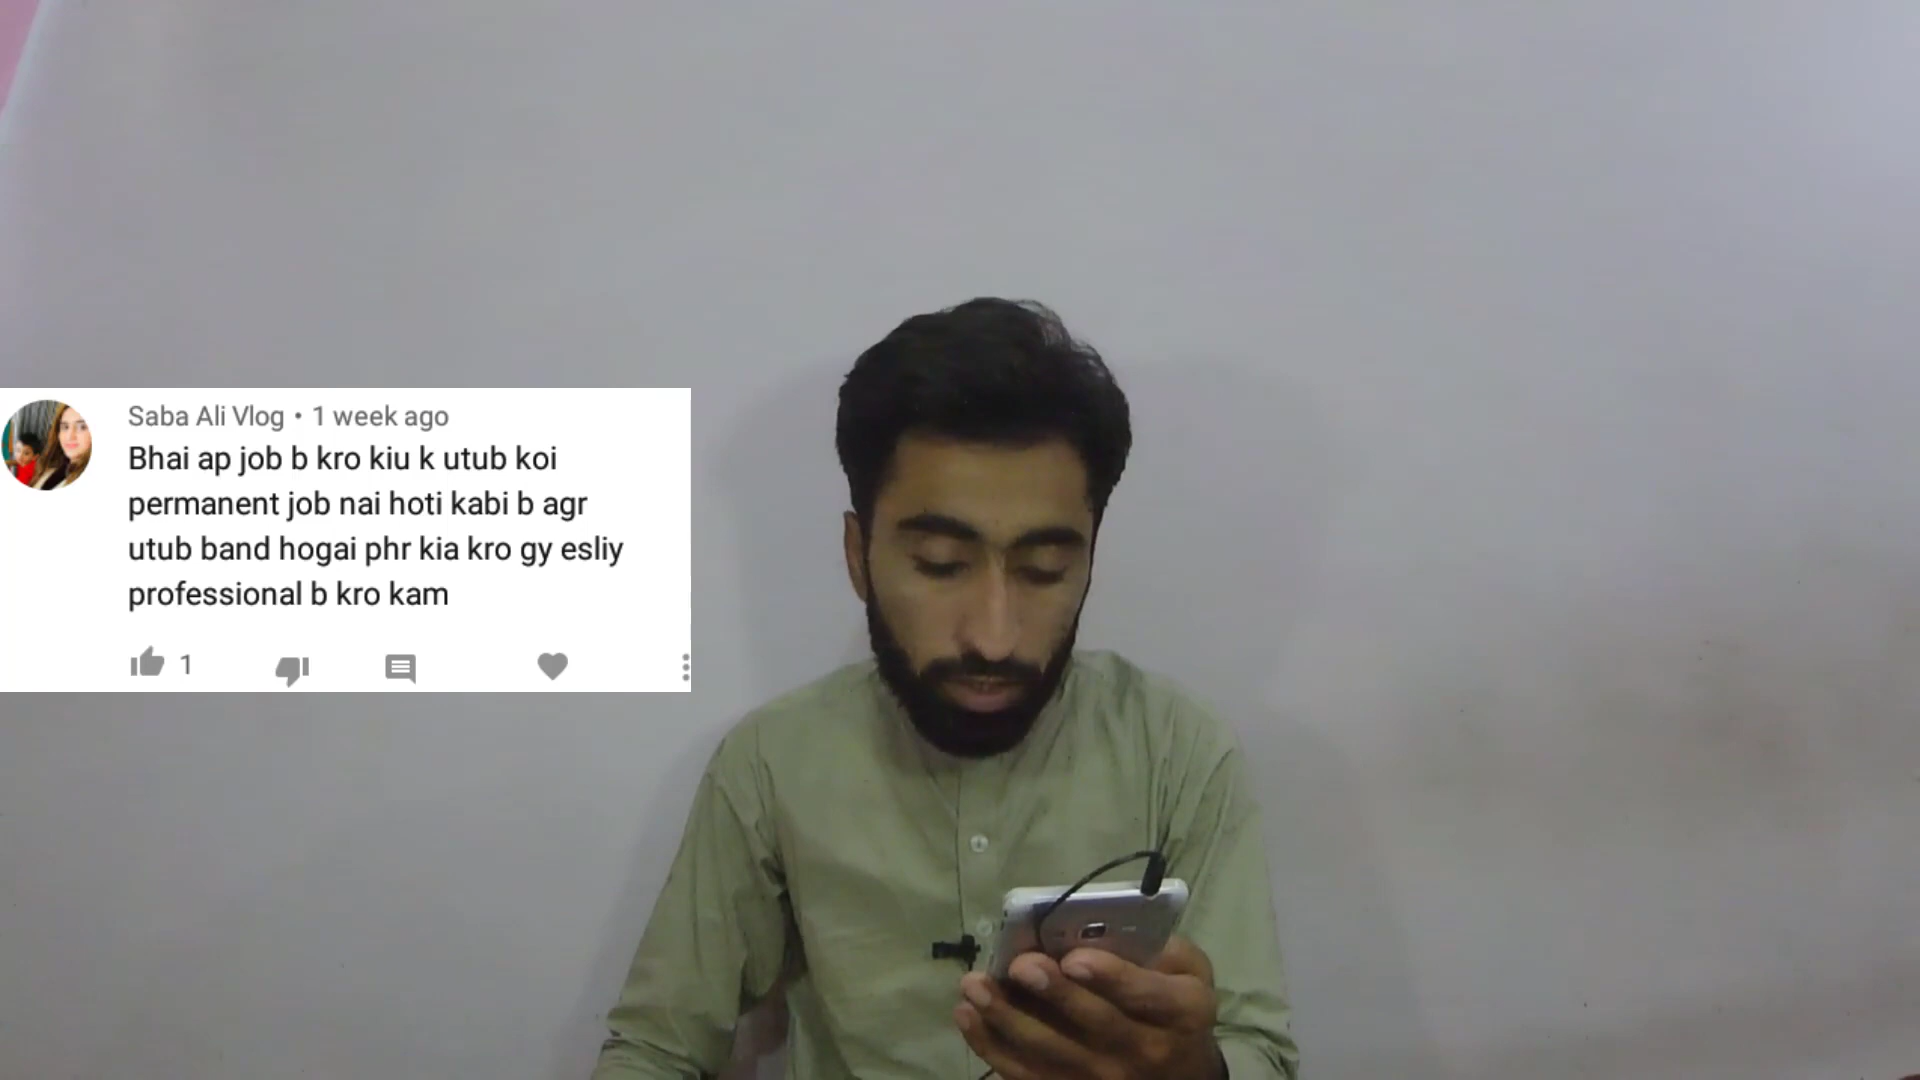 Saba Ali Vlog • 1 week ago
Bhai ap job b kro kiu k utub koi
permanent job nai hoti kabi b agr
utub band hogai phr kia kro gy esliy
professional b kro kam
1